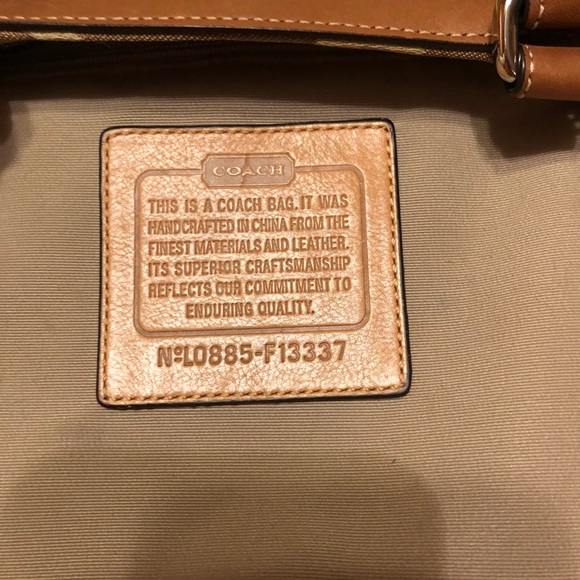 COACH
THIS IS A COACH BAG. IT WAS
HANDCRAFTED IN CHINA FROM THE
FINEST MATERIALS AND LEATHER.
ITS SUPERIOR CRAFTSMANSHIP
REFLECTS OUR COMMITMENT TO
ENDURING QUALITY.
NºL0885-F13337